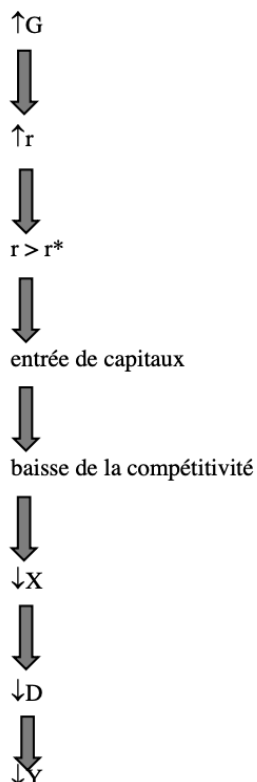 ↑G
↑r
r > r*
entrée de capitaux
baisse de la compétitivité
↓X
↓D
↓Y